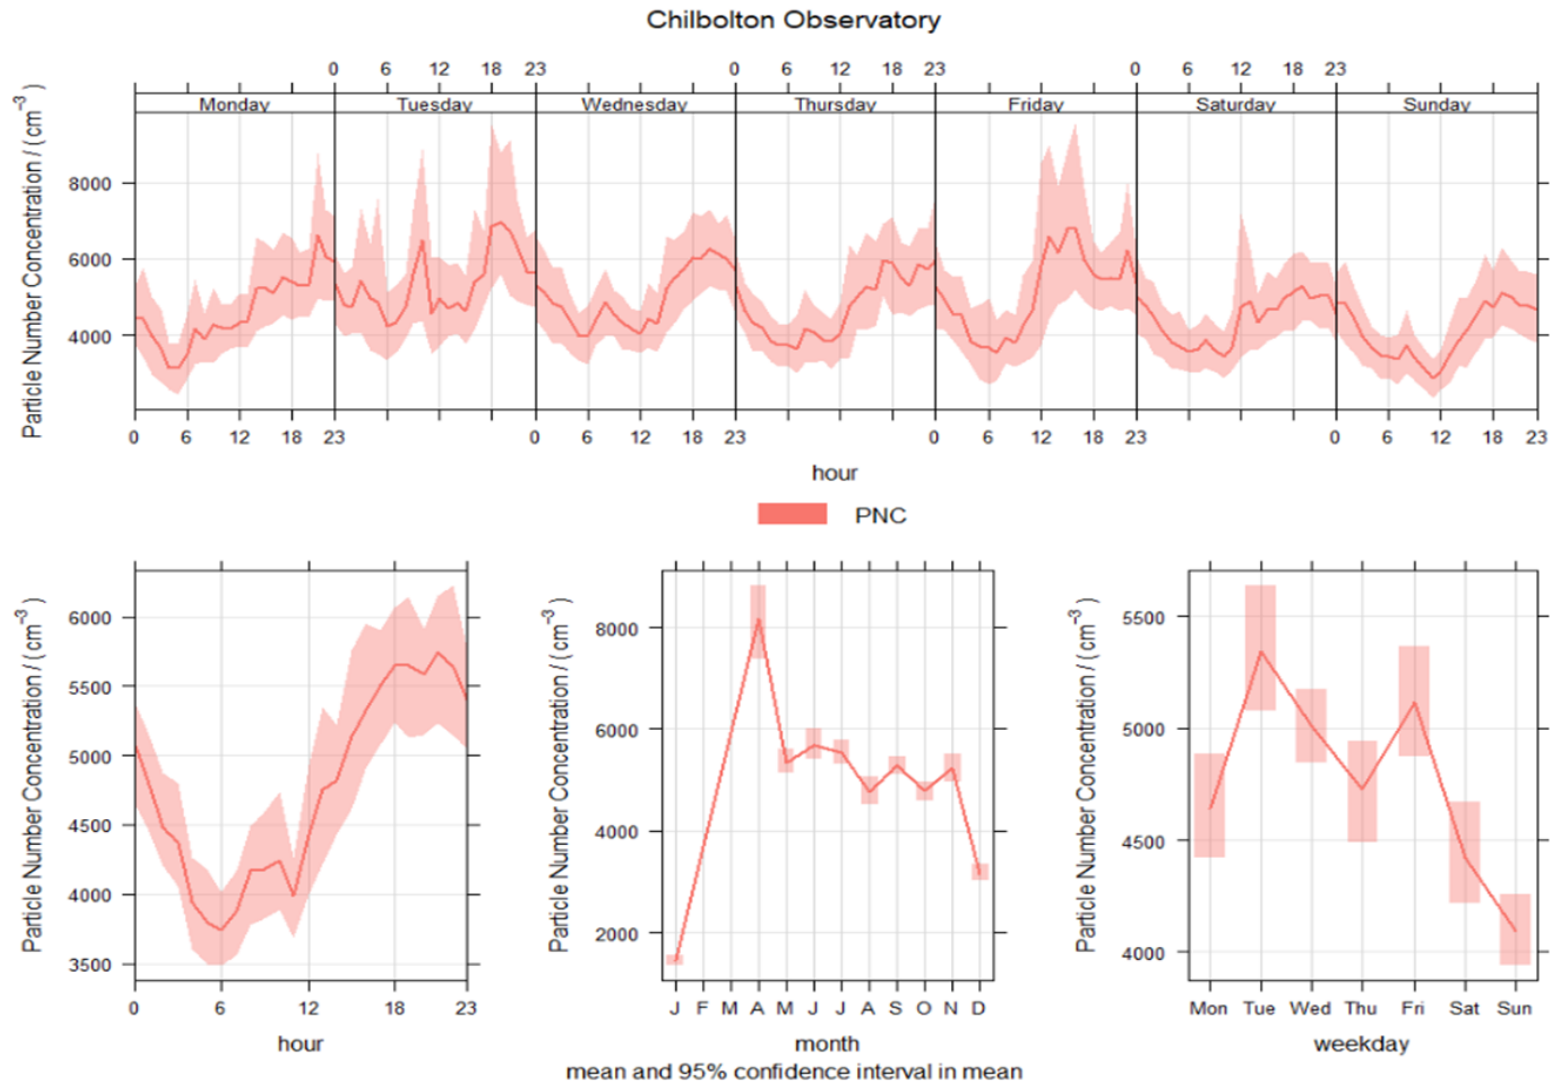 Chilbolton Observatory
0 6 12 18 23 0 6 12 18 23 0 6 12 18 23
Monday Tuesday Wednesday Thursday Friday Saturday Sunday
Particle Number Concentration / (cm⁻³ )
8000
6000
4000
0 6 12 18 23 0 6 12 18 23 0 6 12 18 23 0 6 12 18 23
hour
PNC
Particle Number Concentration / (cm⁻³ )
6000
5500
5000
4500
4000
3500
0 6 12 18 23
hour
Particle Number Concentration / (cm⁻³ )
8000
6000
4000
2000
J F M A M J J A S O N D
month
Particle Number Concentration / (cm⁻³ )
5500
5000
4500
4000
Mon Tue Wed Thu Fri Sat Sun
weekday
mean and 95% confidence interval in mean